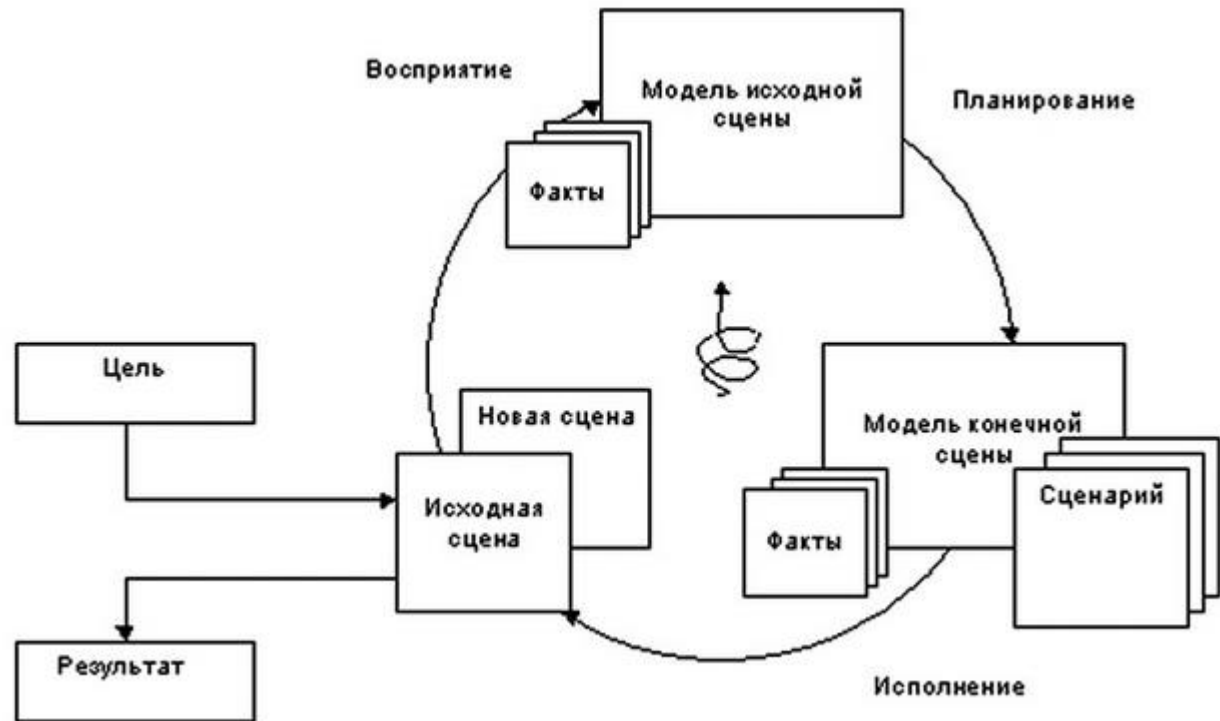 Восприятие
Модель исходной
сцены
Планирование
Факты
Цель
Новая сцена
Исходная
сцена
Модель конечной
сцены
Сценарий
Факты
Результат
Исполнение